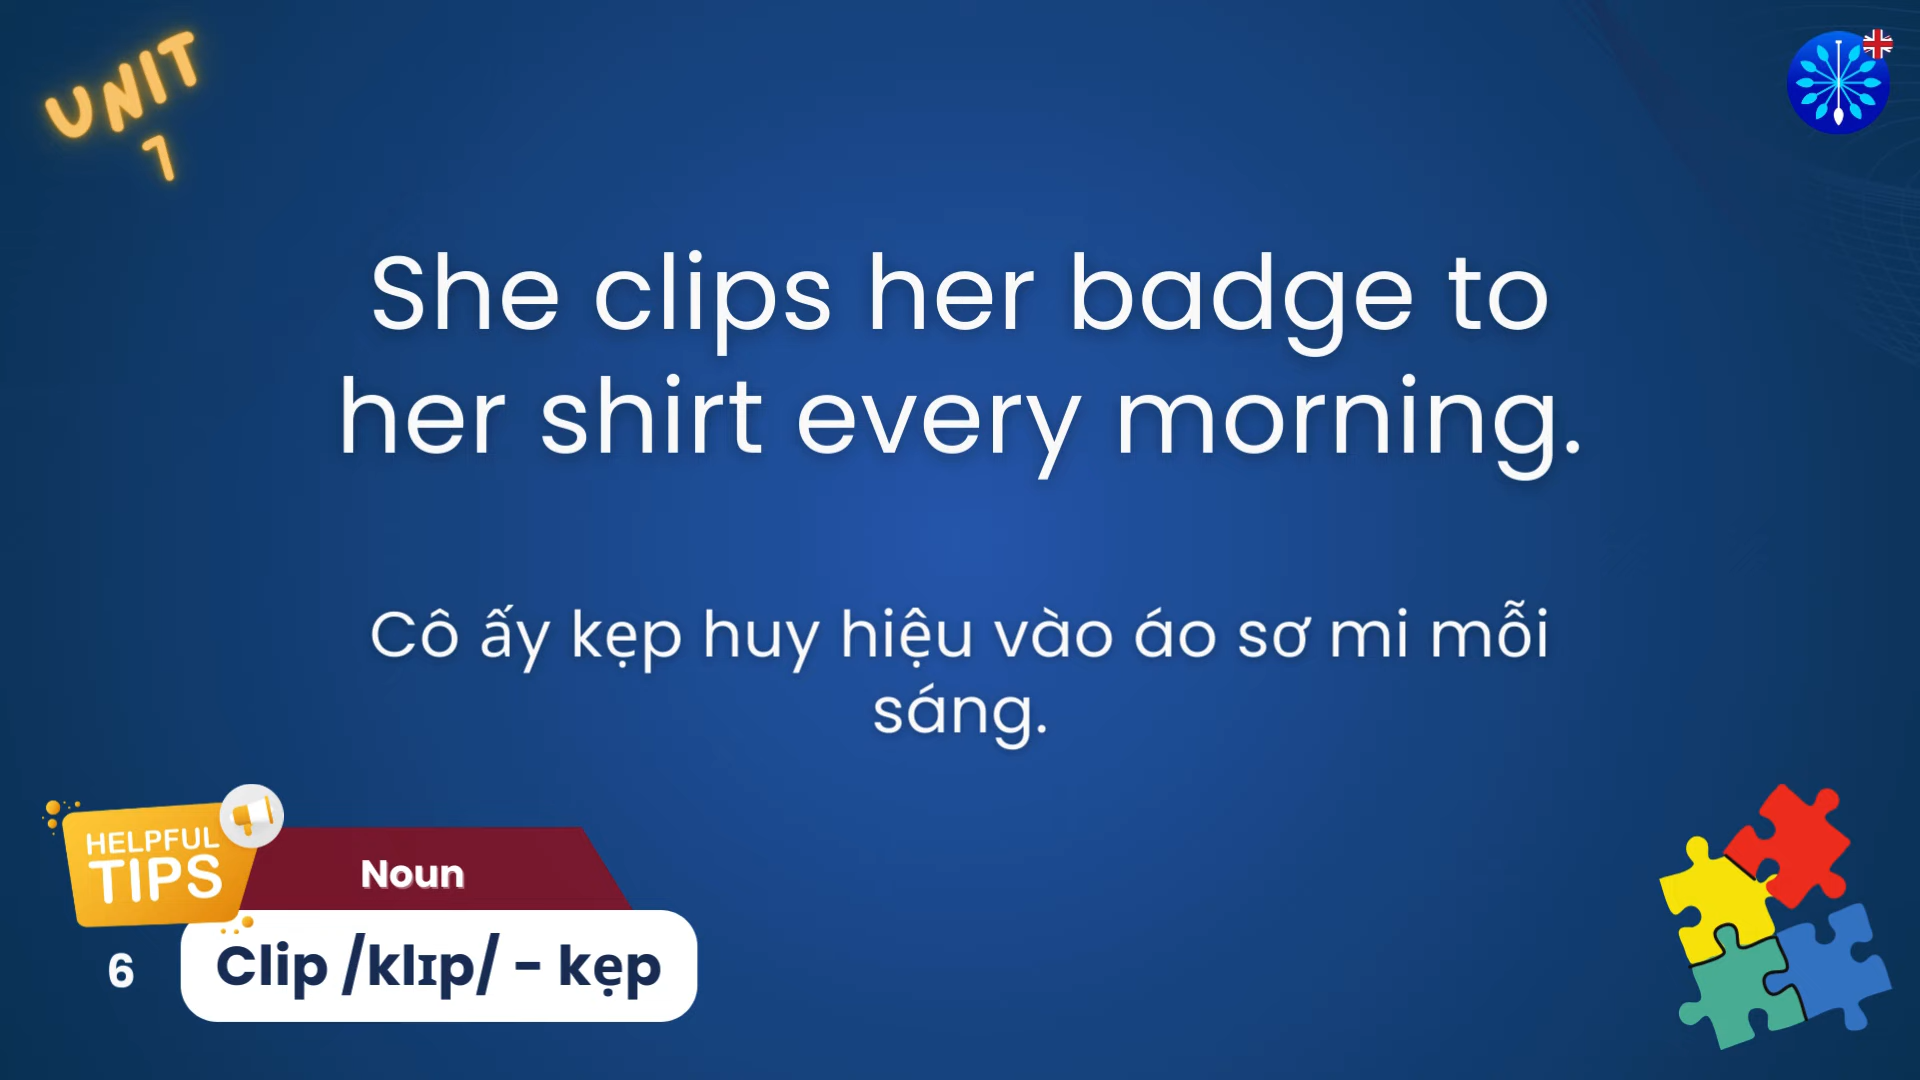 UNIT
7
She clips her badge to
her shirt every morning.
Cô ấy kẹp huy hiệu vào áo sơ mi mỗi
sáng.
HELPFUL
TIPS
Noun
6
Clip /klɪp/ - kẹp